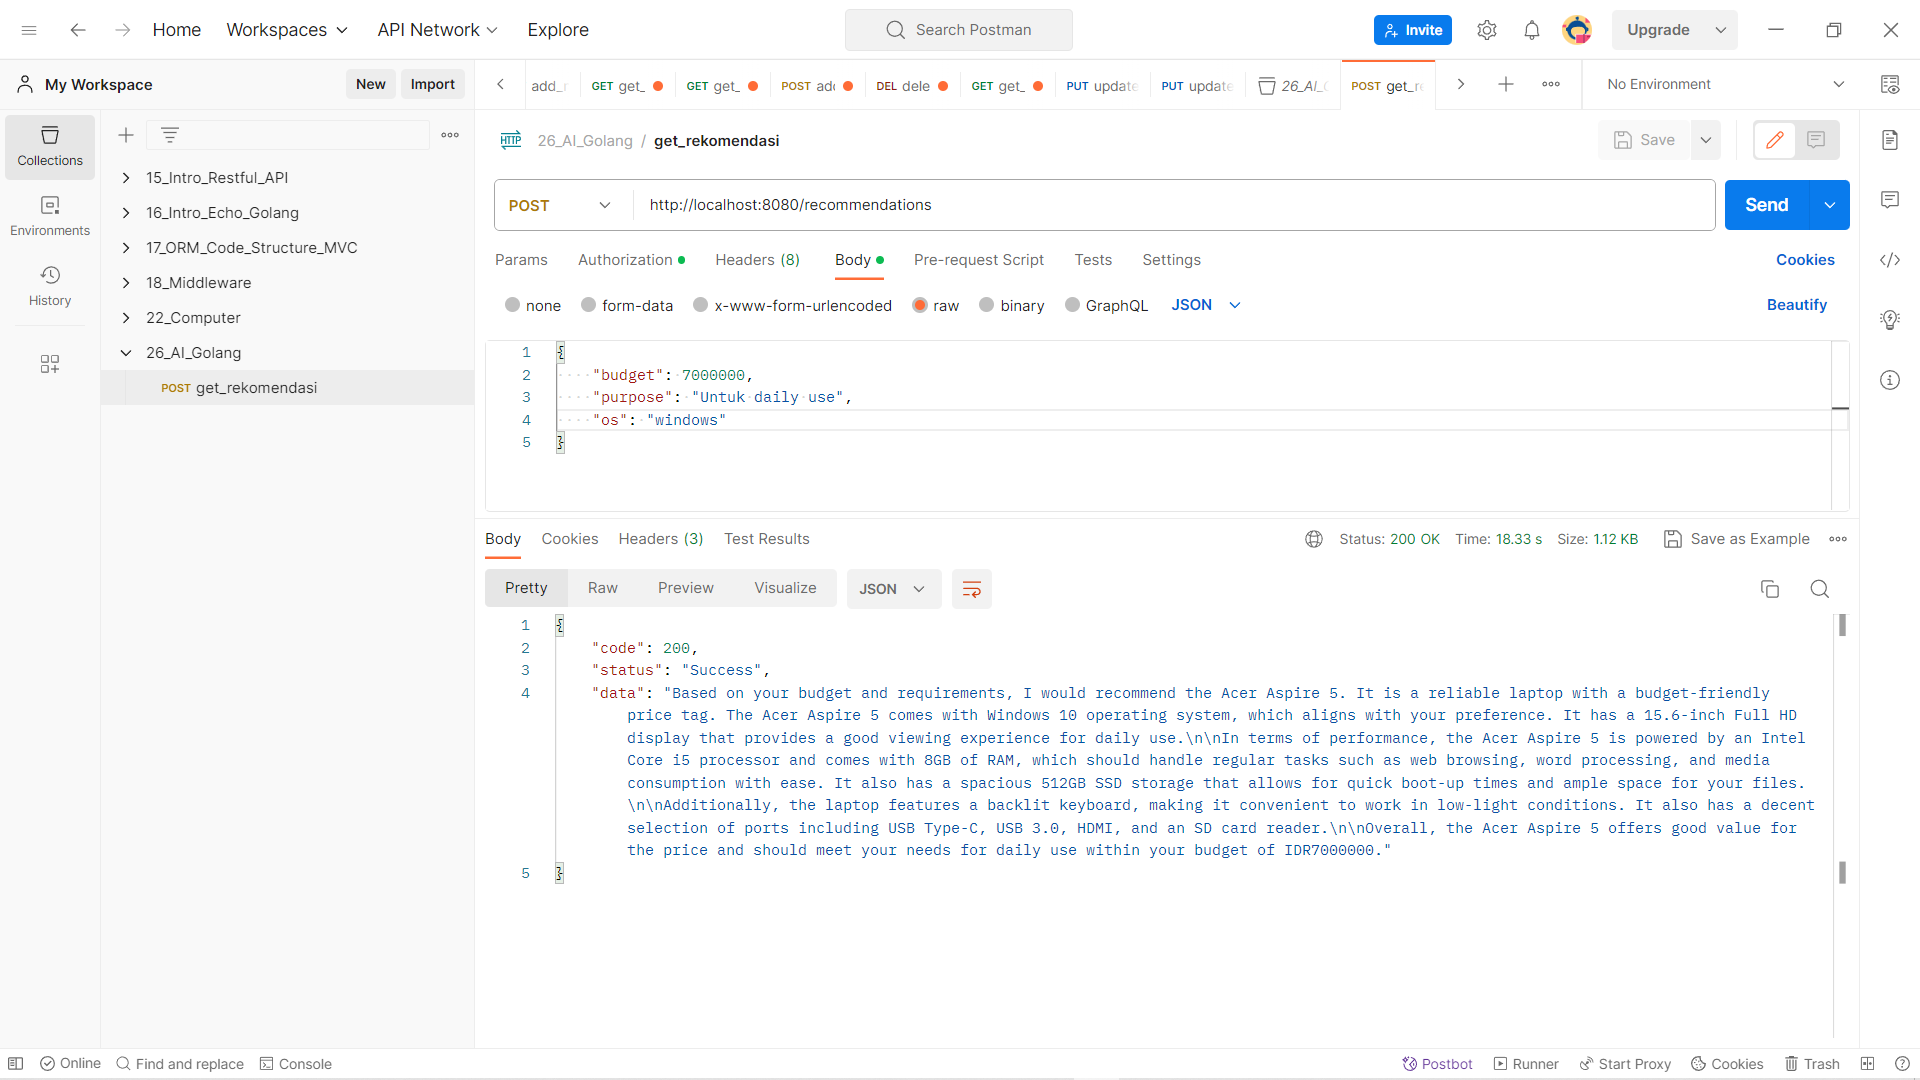 Home Workspaces API Network Explore Search Postman Invite Upgrade
My Workspace New Import
add_r GET get_ GET get_ POST adc DEL dele GET get_ PUT update PUT update 26_AI_G POST get_re No Environment
Collections
Environments
History
15_Intro_Restful_API
16_Intro_Echo_Golang
17_ORM_Code_Structure_MVC
18_Middleware
22_Computer
26_AI_Golang
POST get_rekomendasi
HTTP 26_AI_Golang / get_rekomendasi Save
POST http://localhost:8080/recommendations Send
Params Authorization Headers (8) Body Pre-request Script Tests Settings Cookies
none form-data x-www-form-urlencoded raw binary GraphQL JSON Beautify
1 {
2 ····"budget":·7000000,
3 ····"purpose":·"Untuk·daily·use",
4 ····"os":·"windows"
5 }
Body Cookies Headers (3) Test Results Status: 200 OK Time: 18.33 s Size: 1.12 KB Save as Example
Pretty Raw Preview Visualize JSON
1 {
2 "code": 200,
3 "status": "Success",
4 "data": "Based on your budget and requirements, I would recommend the Acer Aspire 5. It is a reliable laptop with a budget-friendly
price tag. The Acer Aspire 5 comes with Windows 10 operating system, which aligns with your preference. It has a 15.6-inch Full HD
display that provides a good viewing experience for daily use.\n\nIn terms of performance, the Acer Aspire 5 is powered by an Intel
Core i5 processor and comes with 8GB of RAM, which should handle regular tasks such as web browsing, word processing, and media
consumption with ease. It also has a spacious 512GB SSD storage that allows for quick boot-up times and ample space for your files.
\n\nAdditionally, the laptop features a backlit keyboard, making it convenient to work in low-light conditions. It also has a decent
selection of ports including USB Type-C, USB 3.0, HDMI, and an SD card reader.\n\nOverall, the Acer Aspire 5 offers good value for
the price and should meet your needs for daily use within your budget of IDR7000000."
5 }
Online Find and replace Console Postbot Runner Start Proxy Cookies Trash